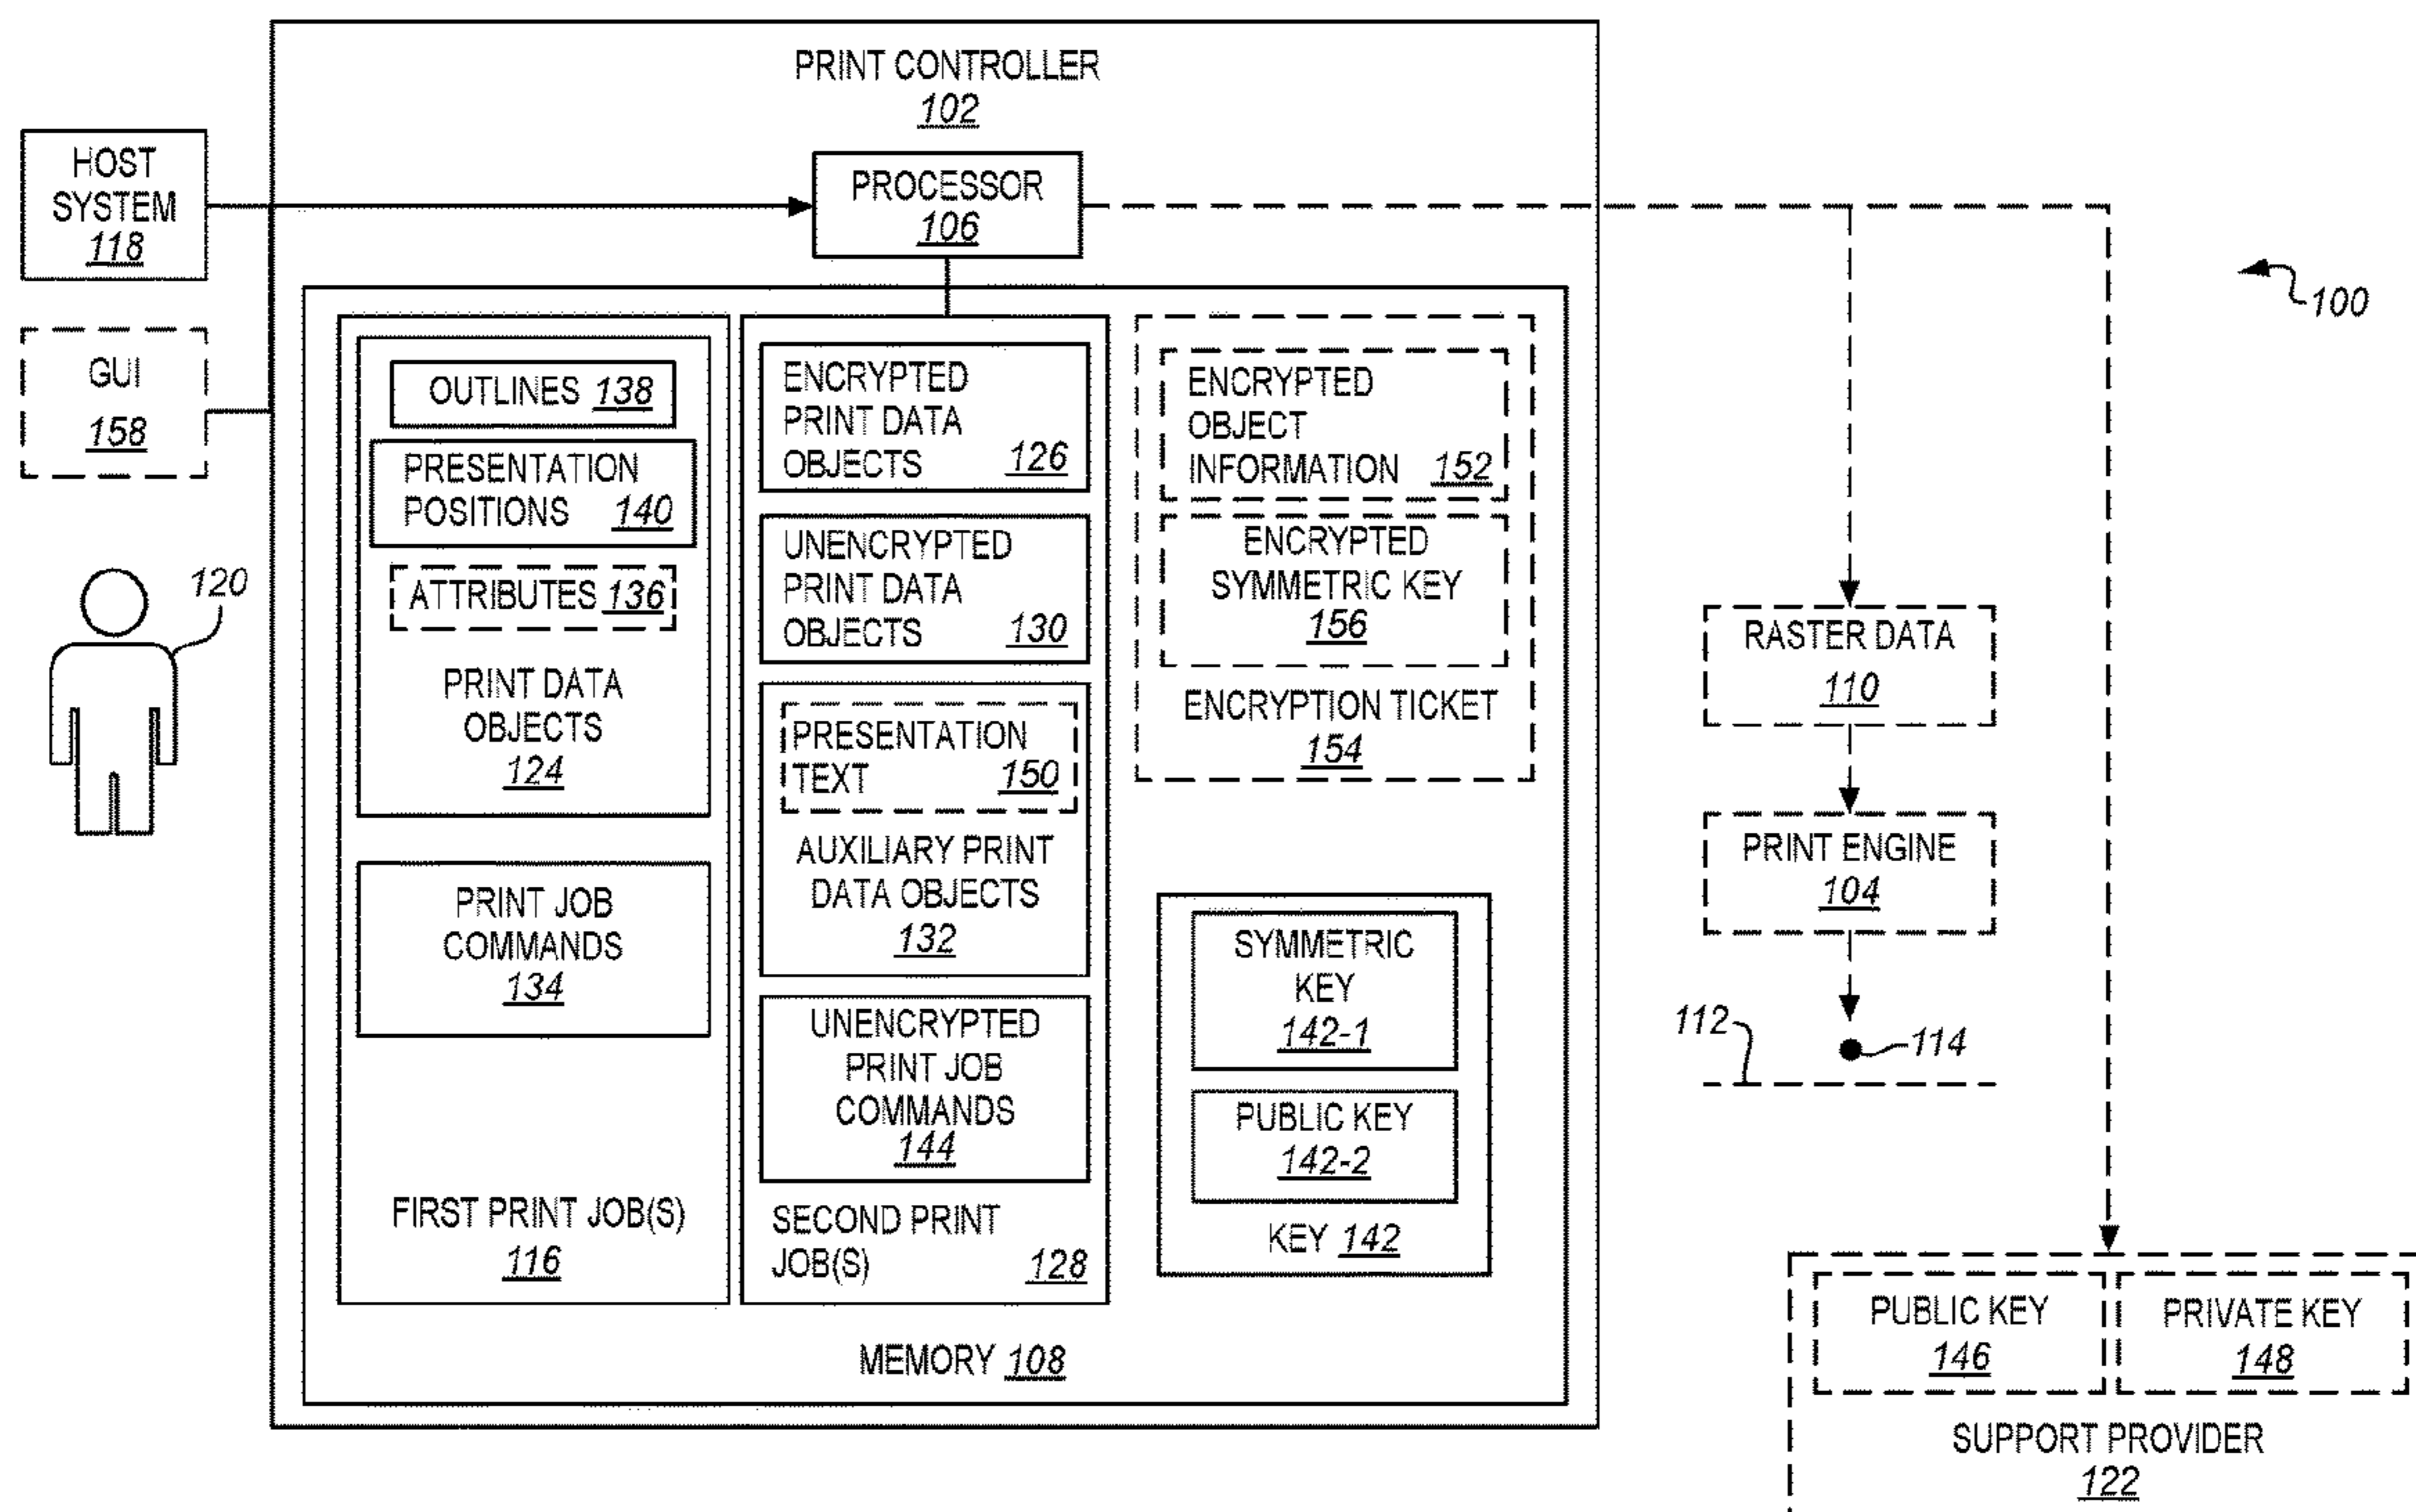 PRINT CONTROLLER
102
HOST
SYSTEM
118
PROCESSOR
106
100
GUI
158
120
OUTLINES 138
PRESENTATION
POSITIONS 140
ATTRIBUTES 136
PRINT DATA
OBJECTS
124
PRINT JOB
COMMANDS
134
FIRST PRINT JOB(S)
116
ENCRYPTED
PRINT DATA
OBJECTS 126
UNENCRYPTED
PRINT DATA
OBJECTS 130
PRESENTATION
TEXT 150
AUXILIARY PRINT
DATA OBJECTS
132
UNENCRYPTED
PRINT JOB
COMMANDS
144
SECOND PRINT
JOB(S) 128
ENCRYPTED
OBJECT
INFORMATION 152
ENCRYPTED
SYMMETRIC KEY
156
ENCRYPTION TICKET
154
SYMMETRIC
KEY
142-1
PUBLIC KEY
142-2
KEY 142
MEMORY 108
RASTER DATA
110
PRINT ENGINE
104
112
114
PUBLIC KEY
146
PRIVATE KEY
148
SUPPORT PROVIDER
122